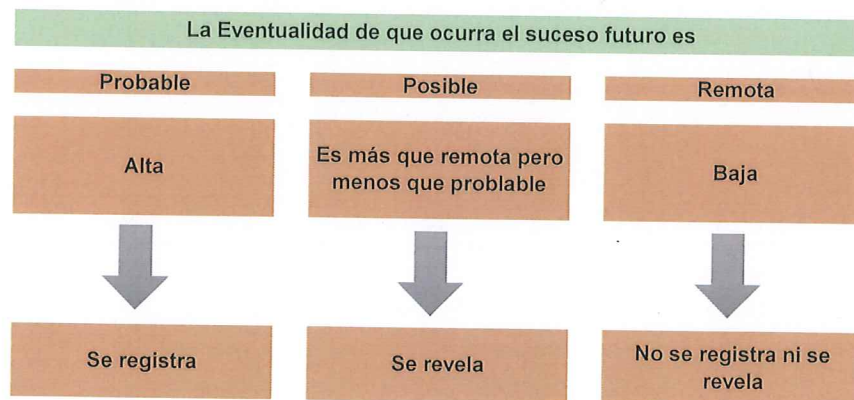 La Eventualidad de que ocurra el suceso futuro es
Probable
Posible
Remota
Alta
Es más que remota pero
menos que problable
Baja
Se registra
Se revela
No se registra ni se
revela